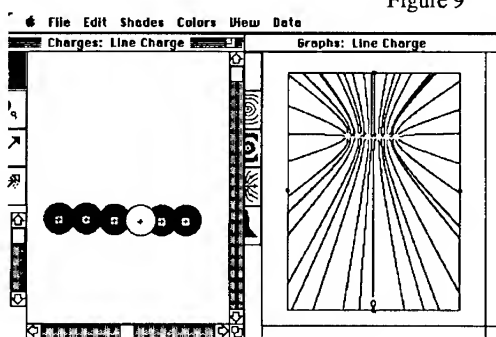 Figure 9
File Edit Shades Colors View Data
Charges: Line Charge
Graphs: Line Charge